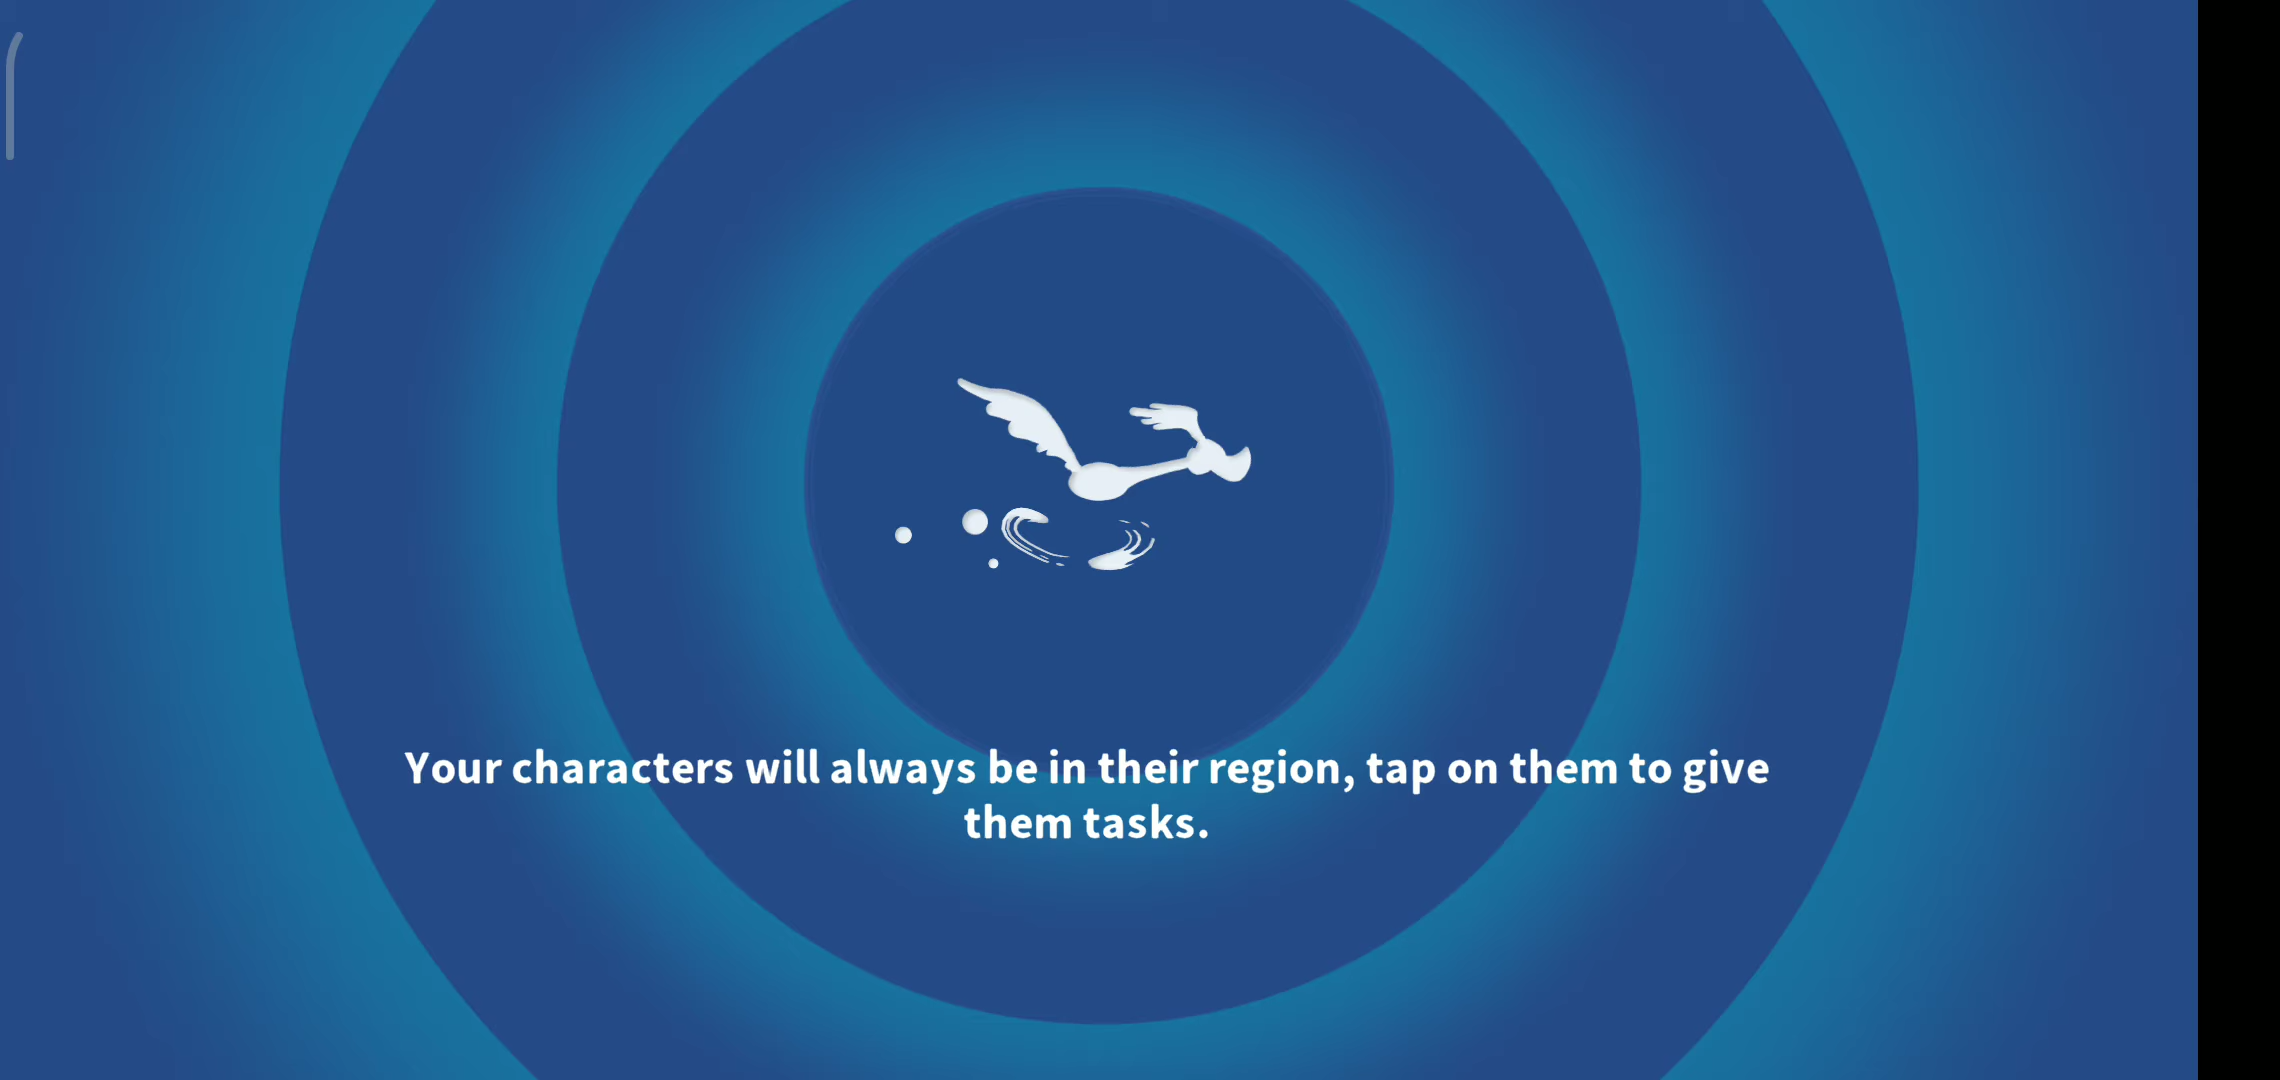 Your characters will always be in their region, tap on them to give
them tasks.